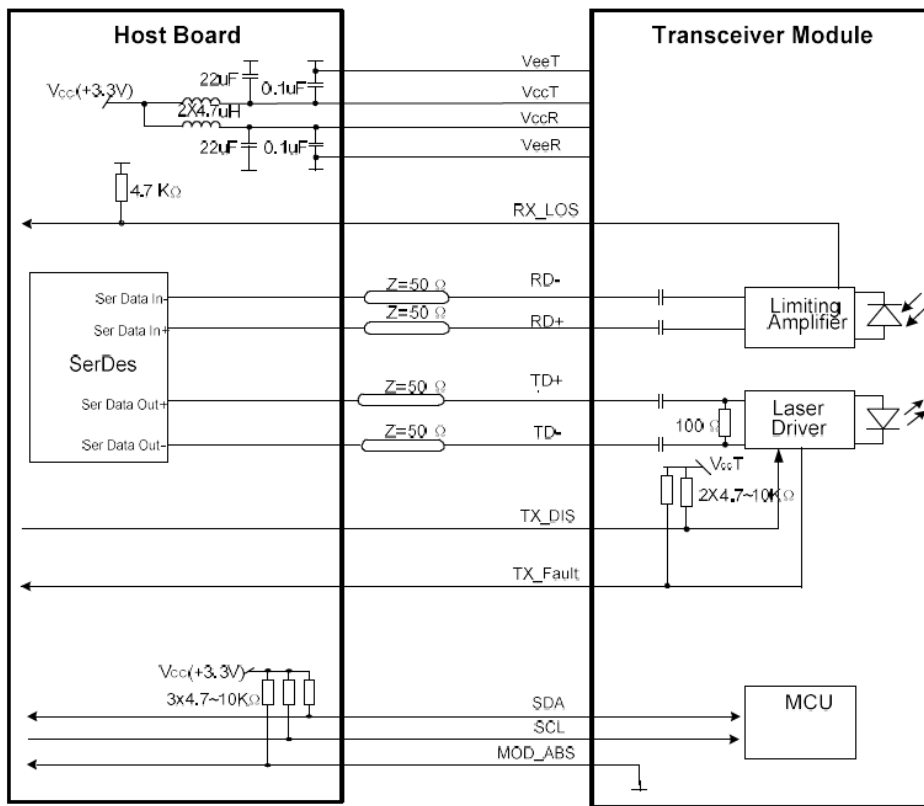 Host Board
Transceiver Module
VeeT
22uF
0.1uF
Vcc(+3.3V)
VccT
2X4.7uH
VccR
22uF
0.1uF
VeeR
4.7 KΩ
RX_LOS
Z=50 Ω
RD-
Ser Data In-
Z=50 Ω
Limiting
Amplifier
Ser Data In+
RD+
SerDes
Z=50 Ω
TD+
Ser Data Out+
Laser
Driver
100 Ω
Z=50 Ω
TD-
Ser Data Out-
VccT
2X4.7~10KΩ
TX_DIS
TX_Fault
Vcc(+3.3V)
3x4.7~10KΩ
SDA
MCU
SCL
MOD_ABS